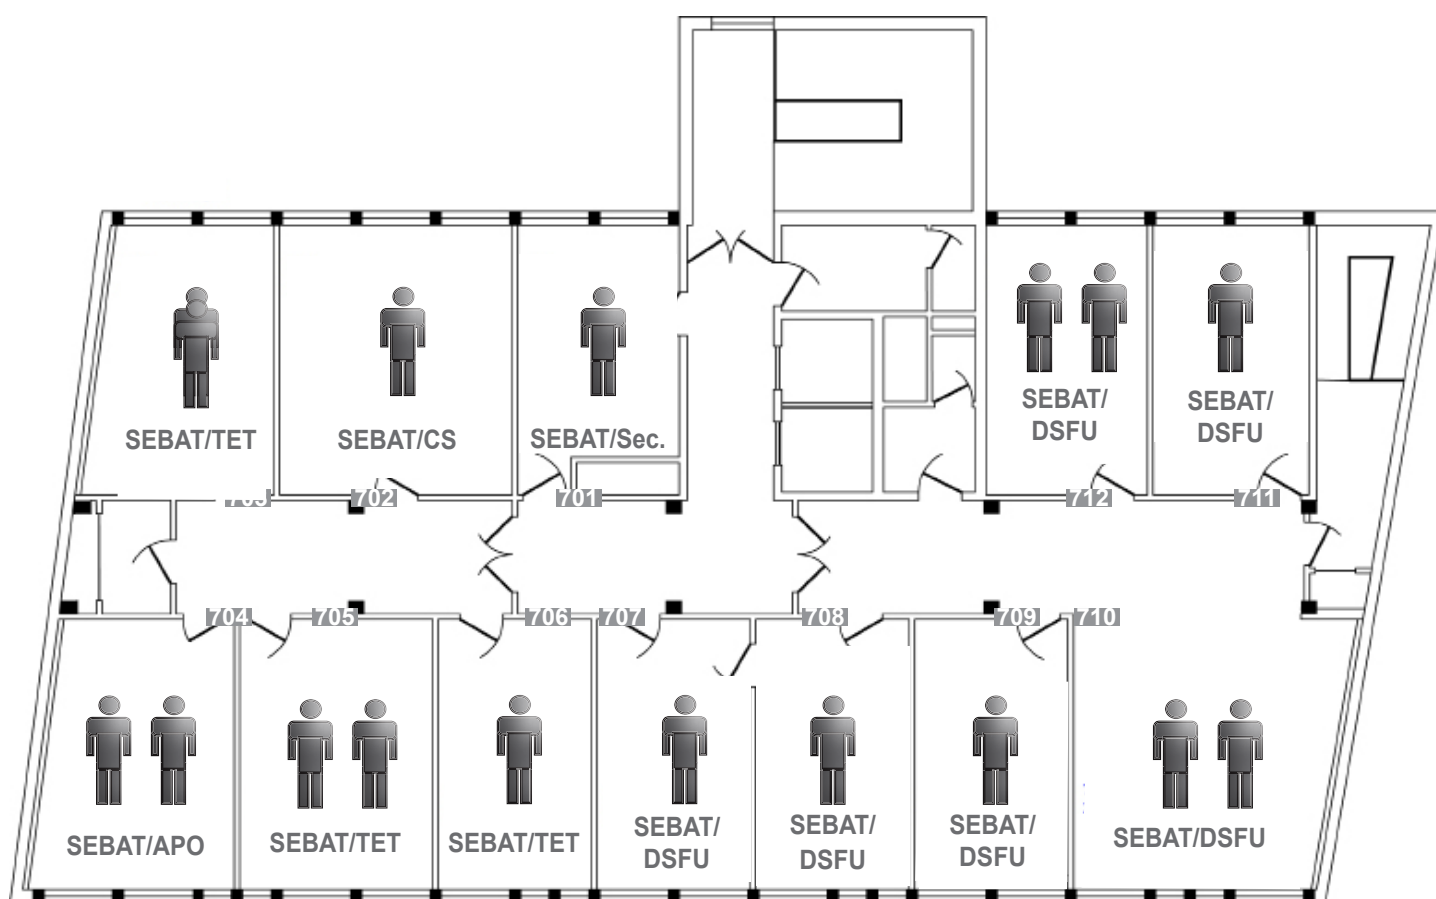 SEBAT/TET
SEBAT/CS
SEBAT/Sec.
SEBAT/
DSFU
SEBAT/
DSFU
703
702
701
712
711
704
705
706
707
708
709
710
SEBAT/APO
SEBAT/TET
SEBAT/TET
SEBAT/
DSFU
SEBAT/
DSFU
SEBAT/
DSFU
SEBAT/DSFU